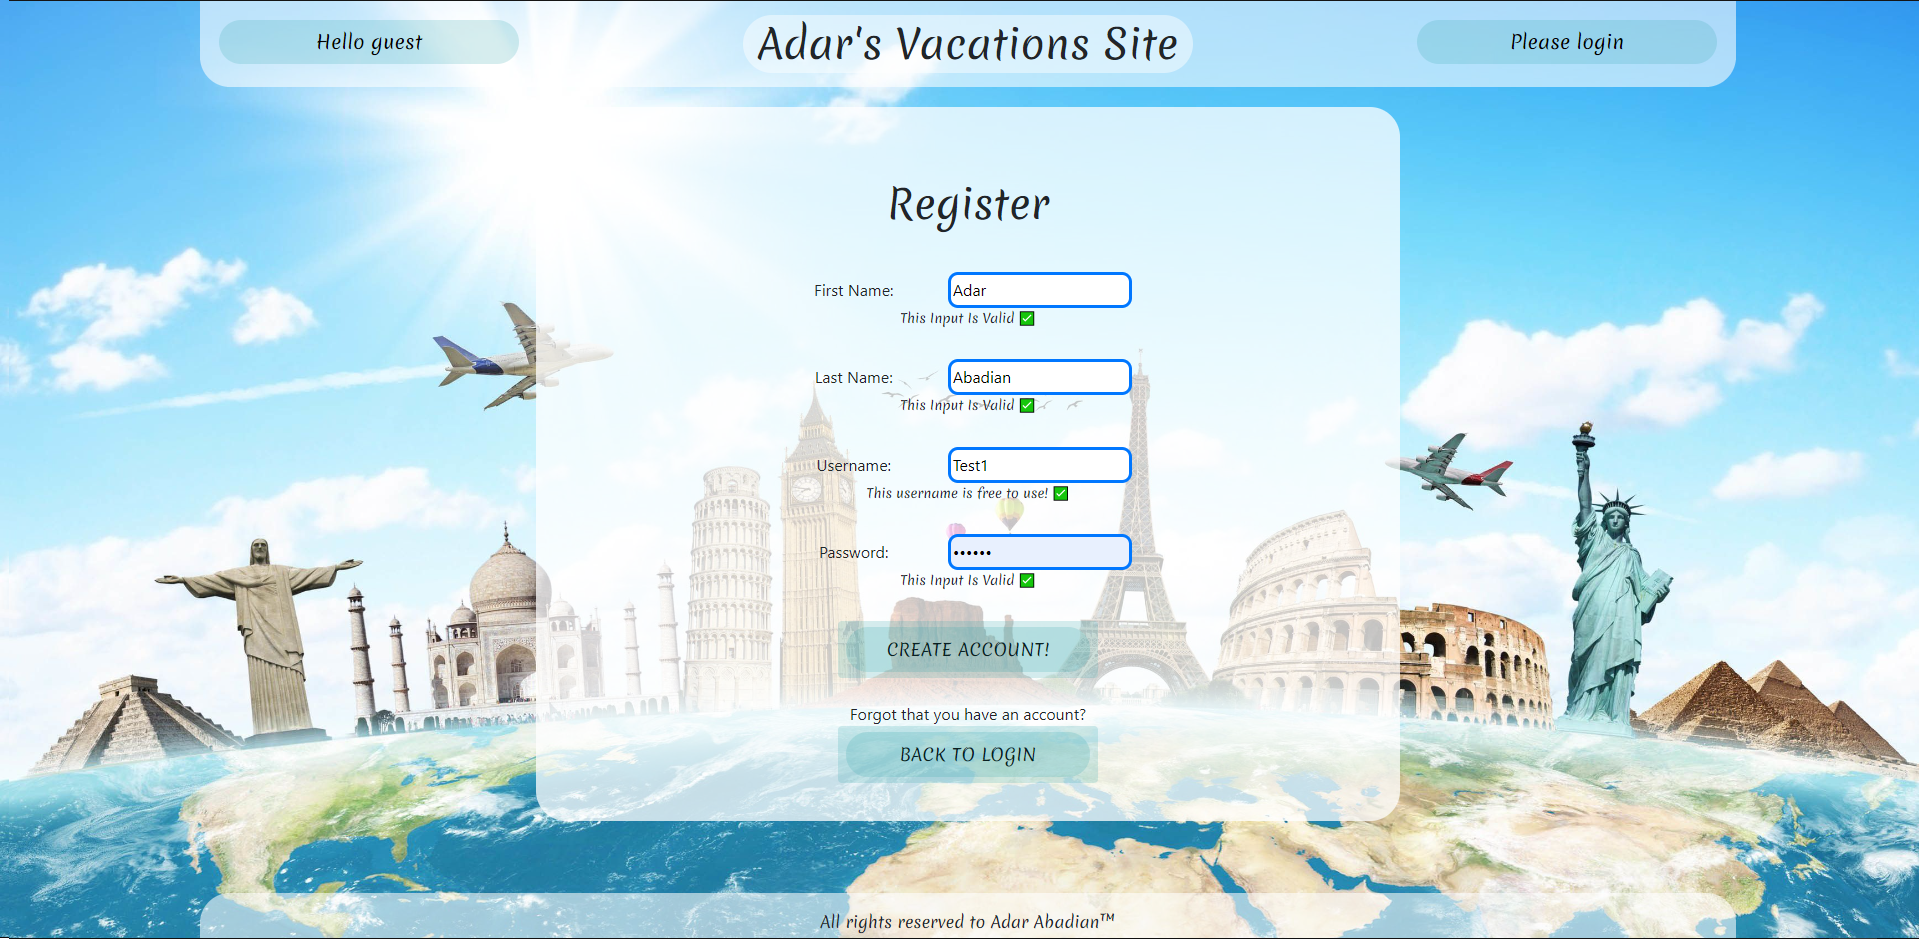 Hello guest
Adar's Vacations Site
Please login
Register
First Name: Adar
This Input Is Valid ✅
Last Name: Abadian
This Input Is Valid ✅
Username: Test1
This username is free to use! ✅
Password: ••••••
This Input Is Valid ✅
CREATE ACCOUNT!
Forgot that you have an account?
BACK TO LOGIN
All rights reserved to Adar Abadian™